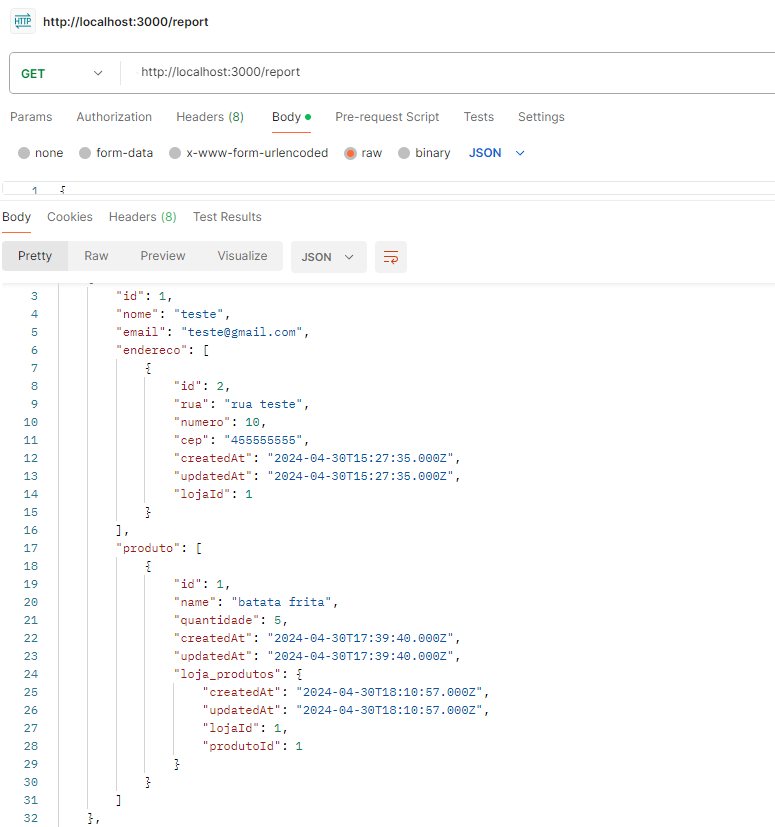 HTTP http://localhost:3000/report
GET http://localhost:3000/report
Params Authorization Headers (8) Body Pre-request Script Tests Settings
none form-data x-www-form-urlencoded raw binary JSON
1 {
Body Cookies Headers (8) Test Results
Pretty Raw Preview Visualize JSON
3 "id": 1,
4 "nome": "teste",
5 "email": "teste@gmail.com",
6 "endereco": [
7 {
8 "id": 2,
9 "rua": "rua teste",
10 "numero": 10,
11 "cep": "455555555",
12 "createdAt": "2024-04-30T15:27:35.000Z",
13 "updatedAt": "2024-04-30T15:27:35.000Z",
14 "lojaId": 1
15 }
16 ],
17 "produto": [
18 {
19 "id": 1,
20 "name": "batata frita",
21 "quantidade": 5,
22 "createdAt": "2024-04-30T17:39:40.000Z",
23 "updatedAt": "2024-04-30T17:39:40.000Z",
24 "loja_produtos": {
25 "createdAt": "2024-04-30T18:10:57.000Z",
26 "updatedAt": "2024-04-30T18:10:57.000Z",
27 "lojaId": 1,
28 "produtoId": 1
29 }
30 }
31 ]
32 },